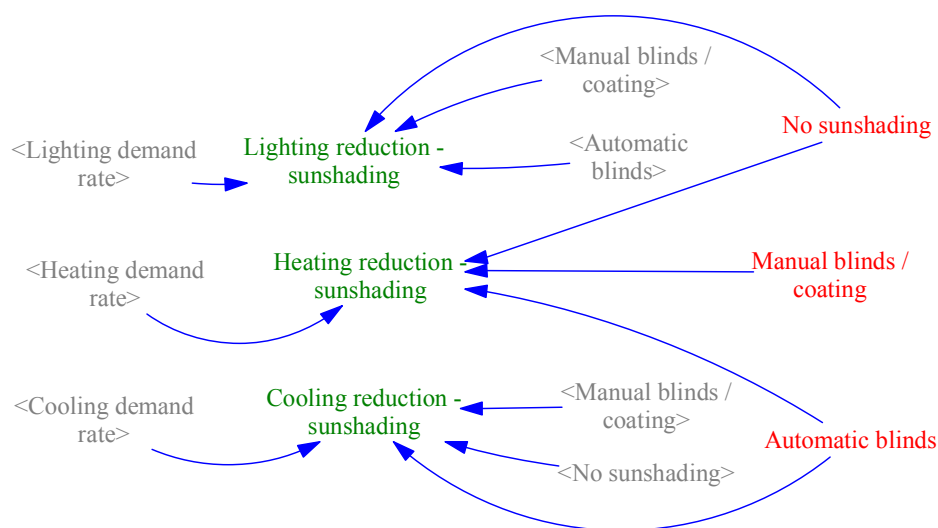 <Manual blinds /
coating>
No sunshading
<Lighting demand
rate>
Lighting reduction -
sunshading
<Automatic
blinds>
<Heating demand
rate>
Heating reduction -
sunshading
Manual blinds /
coating
<Cooling demand
rate>
Cooling reduction -
sunshading
<Manual blinds /
coating>
Automatic blinds
<No sunshading>